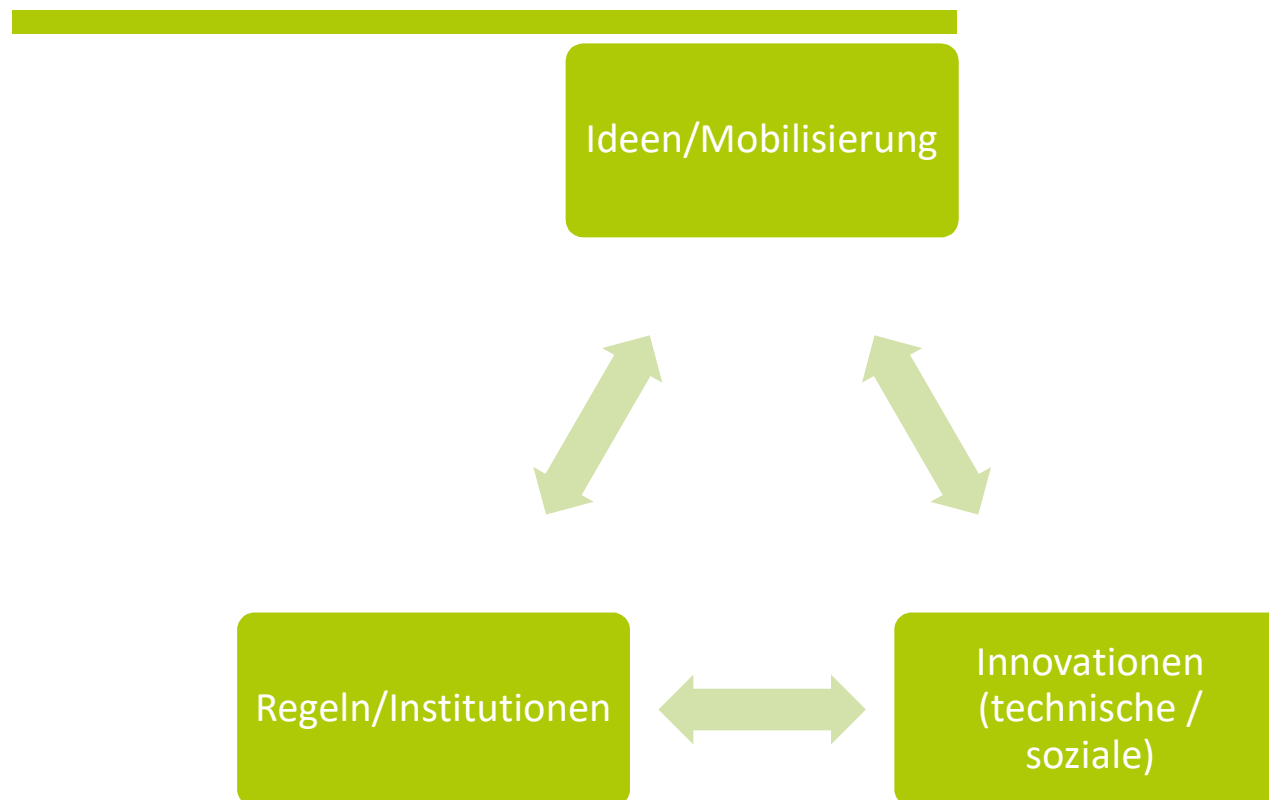 Ideen/Mobilisierung
Regeln/Institutionen
Innovationen
(technische /
soziale)